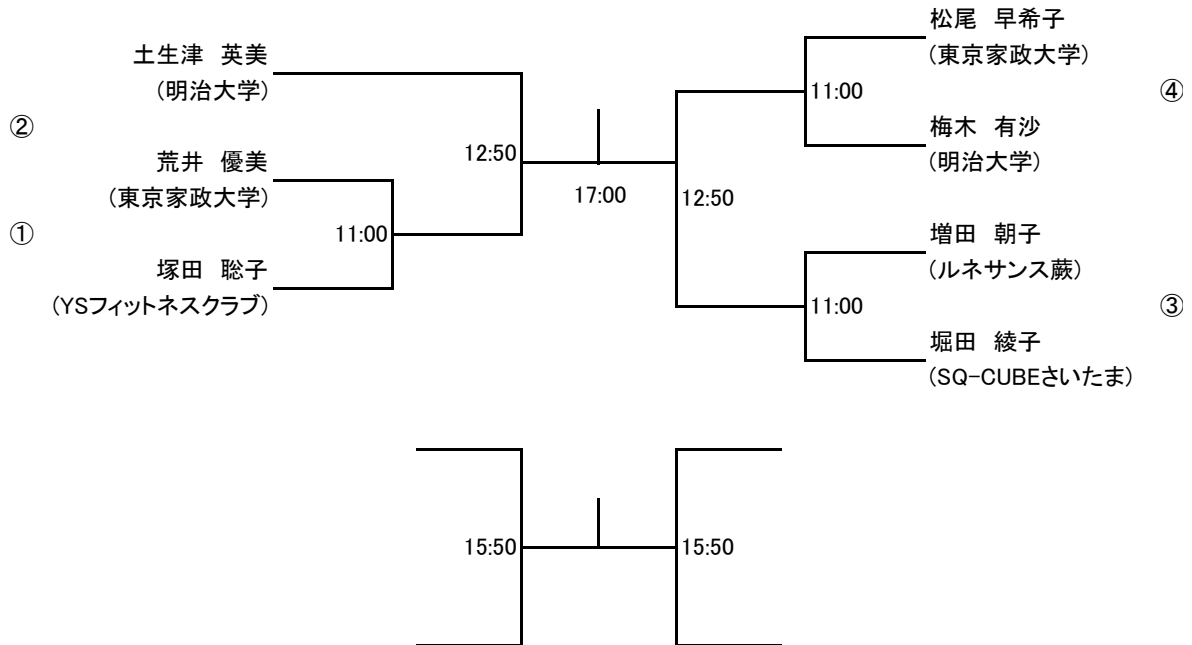 土生津　英美
(明治大学)
②
荒井　優美
(東京家政大学)
①
塚田　聡子
(YSフィットネスクラブ)
12:50
11:00
17:00
松尾　早希子
(東京家政大学)
11:00
④
梅木　有沙
(明治大学)
12:50
増田　朝子
(ルネサンス蕨)
11:00
③
堀田　綾子
(SQ-CUBEさいたま)
15:50
15:50